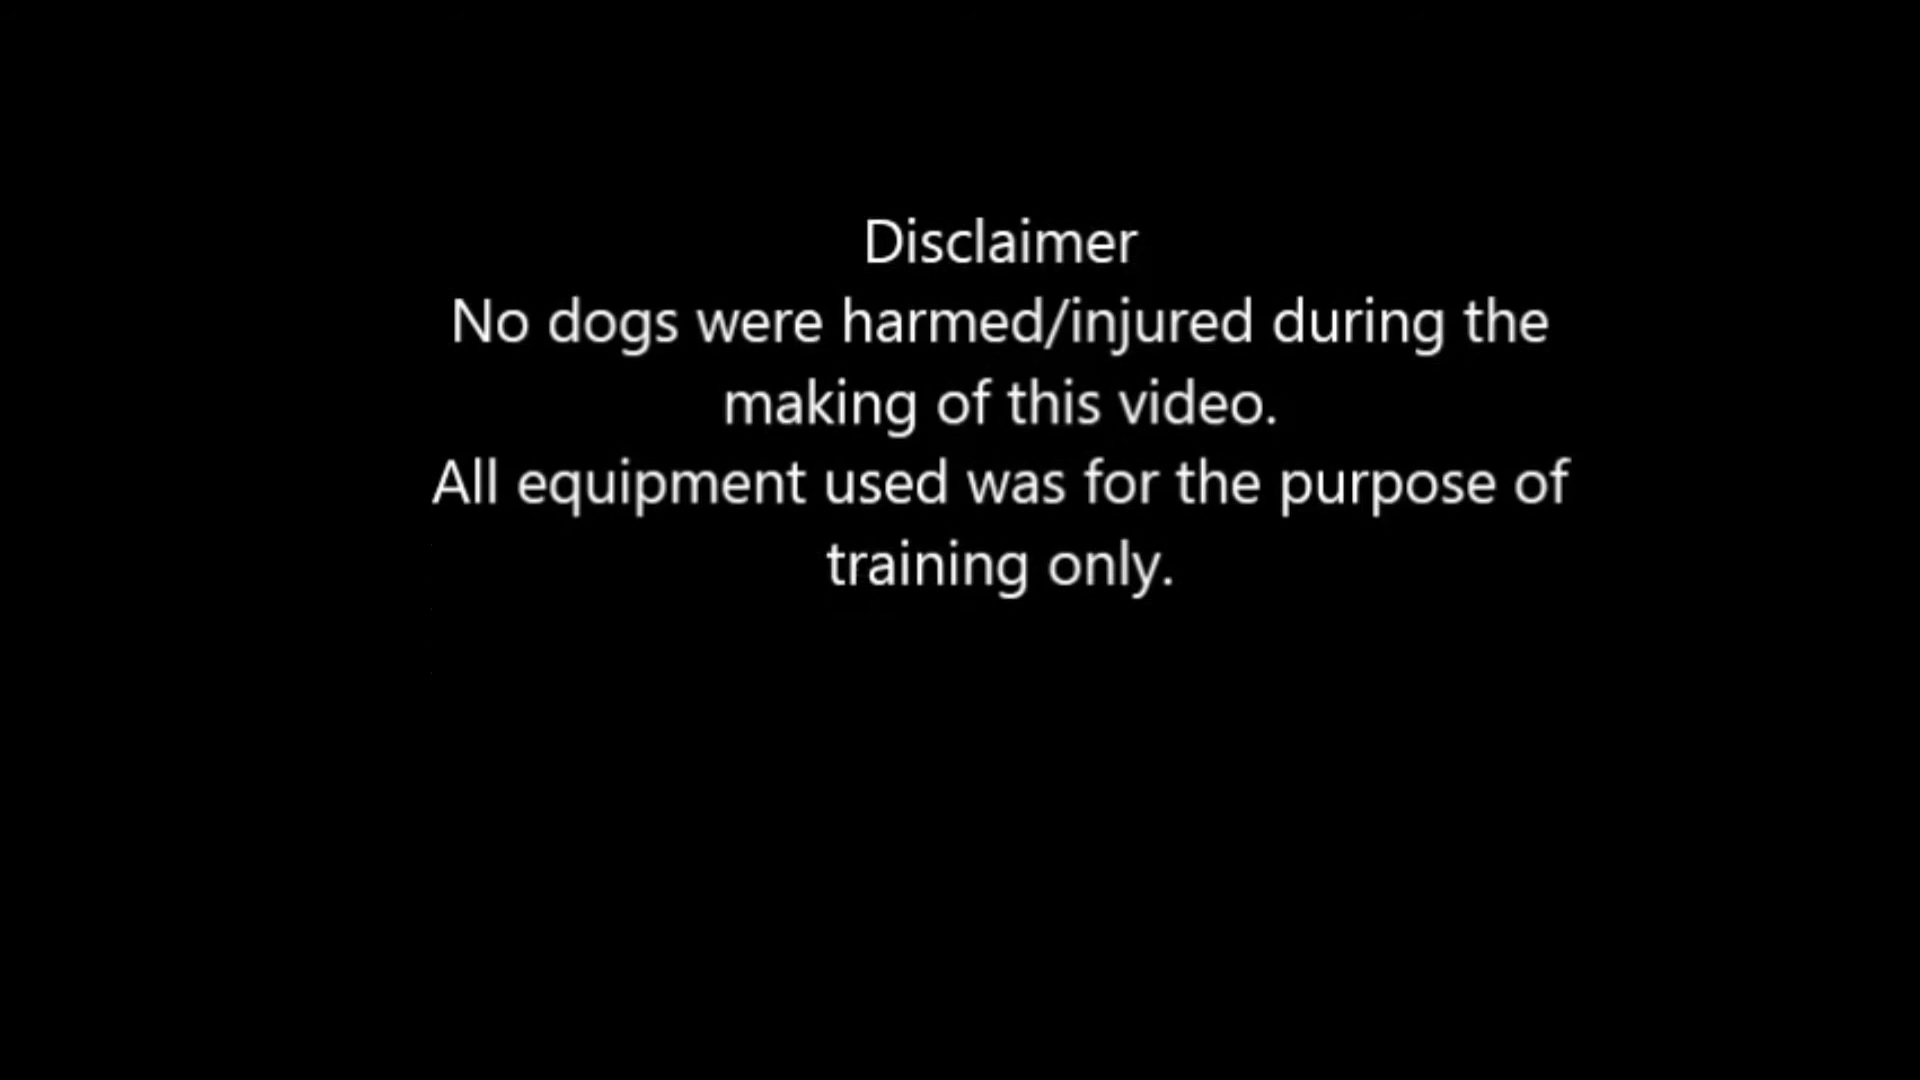 Disclaimer
No dogs were harmed/injured during the
making of this video.
All equipment used was for the purpose of
training only.